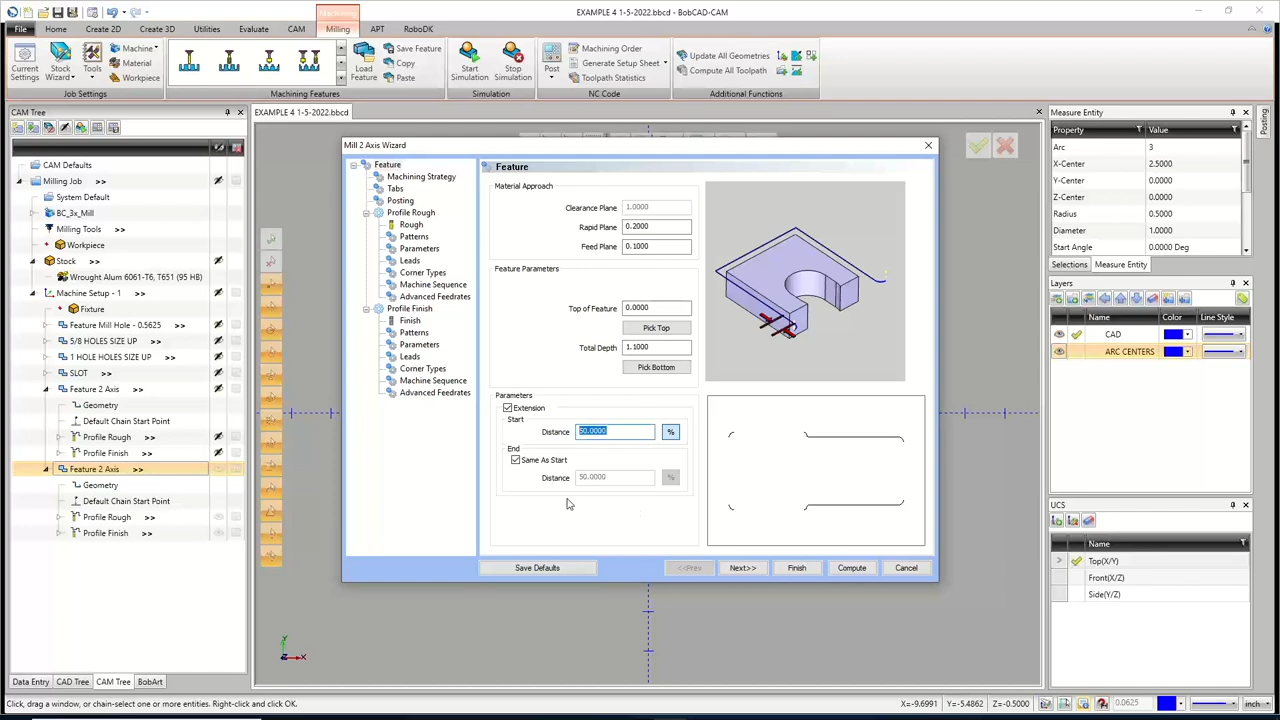 EXAMPLE 4 1-5-2022.bbcd - BobCAD-CAM
Machining
File Home Create 2D Create 3D Utilities Evaluate CAM Milling APT RoboDK
Current Settings
Stock Wizard
Tools
Machine
Material
Workpiece
Job Settings
Load Feature
Save Feature
Copy
Paste
Machining Features
Start Simulation
Stop Simulation
Simulation
Post
Machining Order
Generate Setup Sheet
Toolpath Statistics
NC Code
Update All Geometries
Compute All Toolpath
Additional Functions
CAM Tree
CAM Defaults
Milling Job >>
System Default
BC_3x_Mill
Milling Tools >>
Workpiece
Stock >>
Wrought Alum 6061-T6, T651 (95 HB)
Machine Setup - 1 >>
Fixture
Feature Mill Hole - 0.5625 >>
5/8 HOLES SIZE UP >>
1 HOLE HOLES SIZE UP >>
SLOT >>
Feature 2 Axis >>
Geometry
Default Chain Start Point
Profile Rough >>
Profile Finish >>
Feature 2 Axis >>
Geometry
Default Chain Start Point
Profile Rough >>
Profile Finish >>
Data Entry CAD Tree CAM Tree BobArt
EXAMPLE 4 1-5-2022.bbcd
Mill 2 Axis Wizard
Feature
Machining Strategy
Tabs
Posting
Profile Rough
Rough
Patterns
Parameters
Leads
Corner Types
Machine Sequence
Advanced Feedrates
Profile Finish
Finish
Patterns
Parameters
Leads
Corner Types
Machine Sequence
Advanced Feedrates
Feature
Material Approach
Clearance Plane 1.0000
Rapid Plane 0.2000
Feed Plane 0.1000
Feature Parameters
Top of Feature 0.0000
Pick Top
Total Depth 1.1000
Pick Bottom
Parameters
Extension
Start
Distance 50.0000 %
End
Same As Start
Distance 50.0000 %
Save Defaults <<Prev Next>> Finish Compute Cancel
Y
Z X
Measure Entity
Property Value
Arc 3
X-Center 2.5000
Y-Center 0.0000
Z-Center 0.0000
Radius 0.5000
Diameter 1.0000
Start Angle 0.0000 Deg
Selections Measure Entity
Posting
Layers
Name Color Line Style
CAD
ARC CENTERS
UCS
Name
Top(X/Y)
Front(X/Z)
Side(Y/Z)
Click, drag a window, or chain-select one or more entities. Right-click and click OK.
X=-9.6991 Y=-5.4862 Z=-0.5000 0.0625 inch